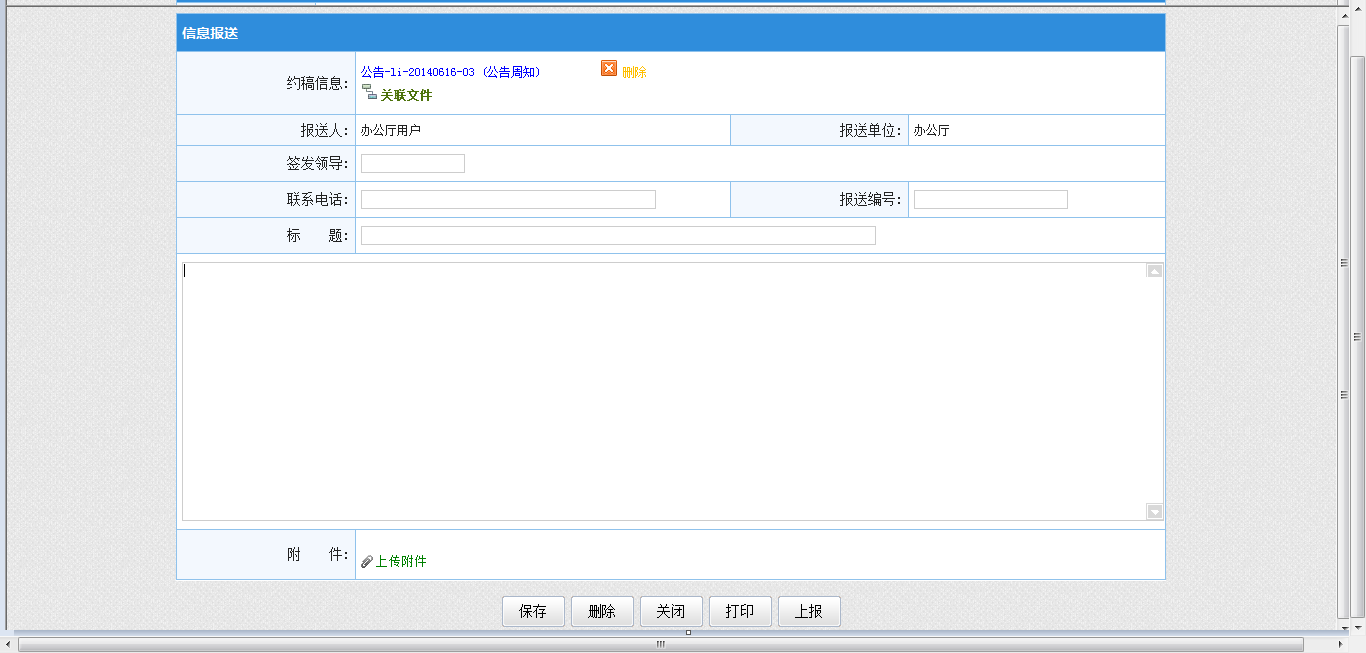 信息报送
约稿信息: 公告-li-20140616-03 (公告周知) 删除
关联文件
报送人: 办公厅用户 报送单位: 办公厅
签发领导:
联系电话: 报送编号:
标 题:
附 件: 上传附件
保存 删除 关闭 打印 上报